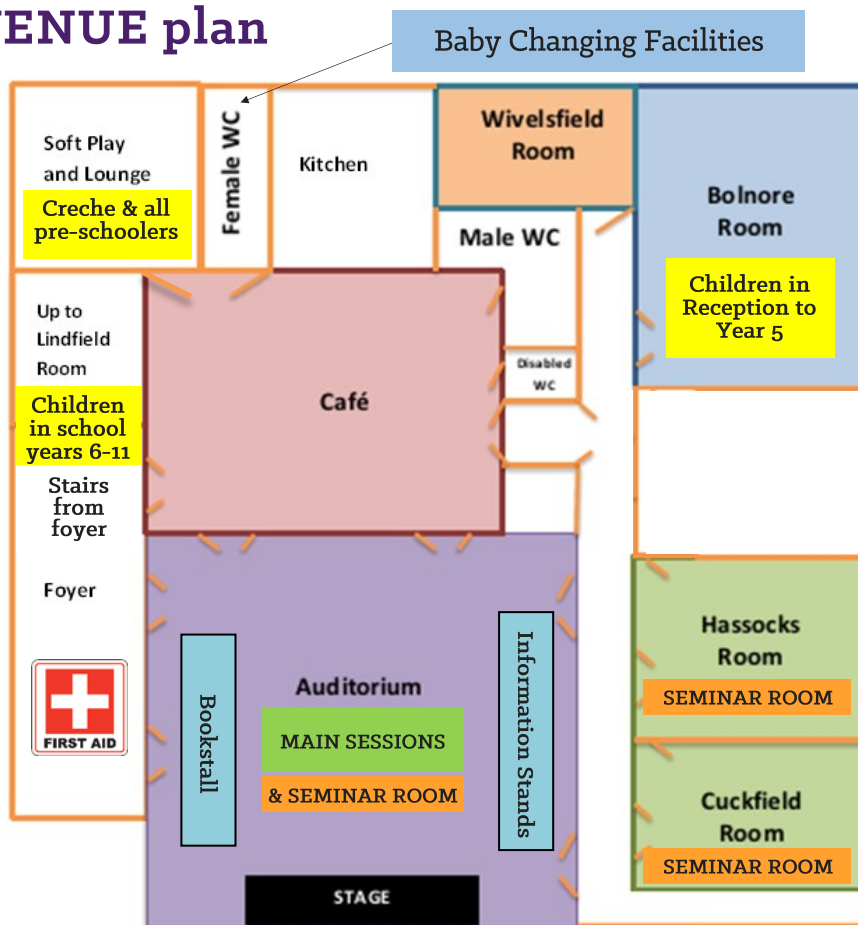 VENUE plan
Baby Changing Facilities
Soft Play
and Lounge
Creche & all
pre-schoolers
Female WC
Kitchen
Wivelsfield
Room
Male WC
Bolnore
Room
Children in
Reception to
Year 5
Up to
Lindfield
Room
Children
in school
years 6-11
Stairs
from
foyer
Café
Disabled
WC
Foyer
FIRST AID
Bookstall
Auditorium
MAIN SESSIONS
& SEMINAR ROOM
Information Stands
STAGE
Hassocks
Room
SEMINAR ROOM
Cuckfield
Room
SEMINAR ROOM